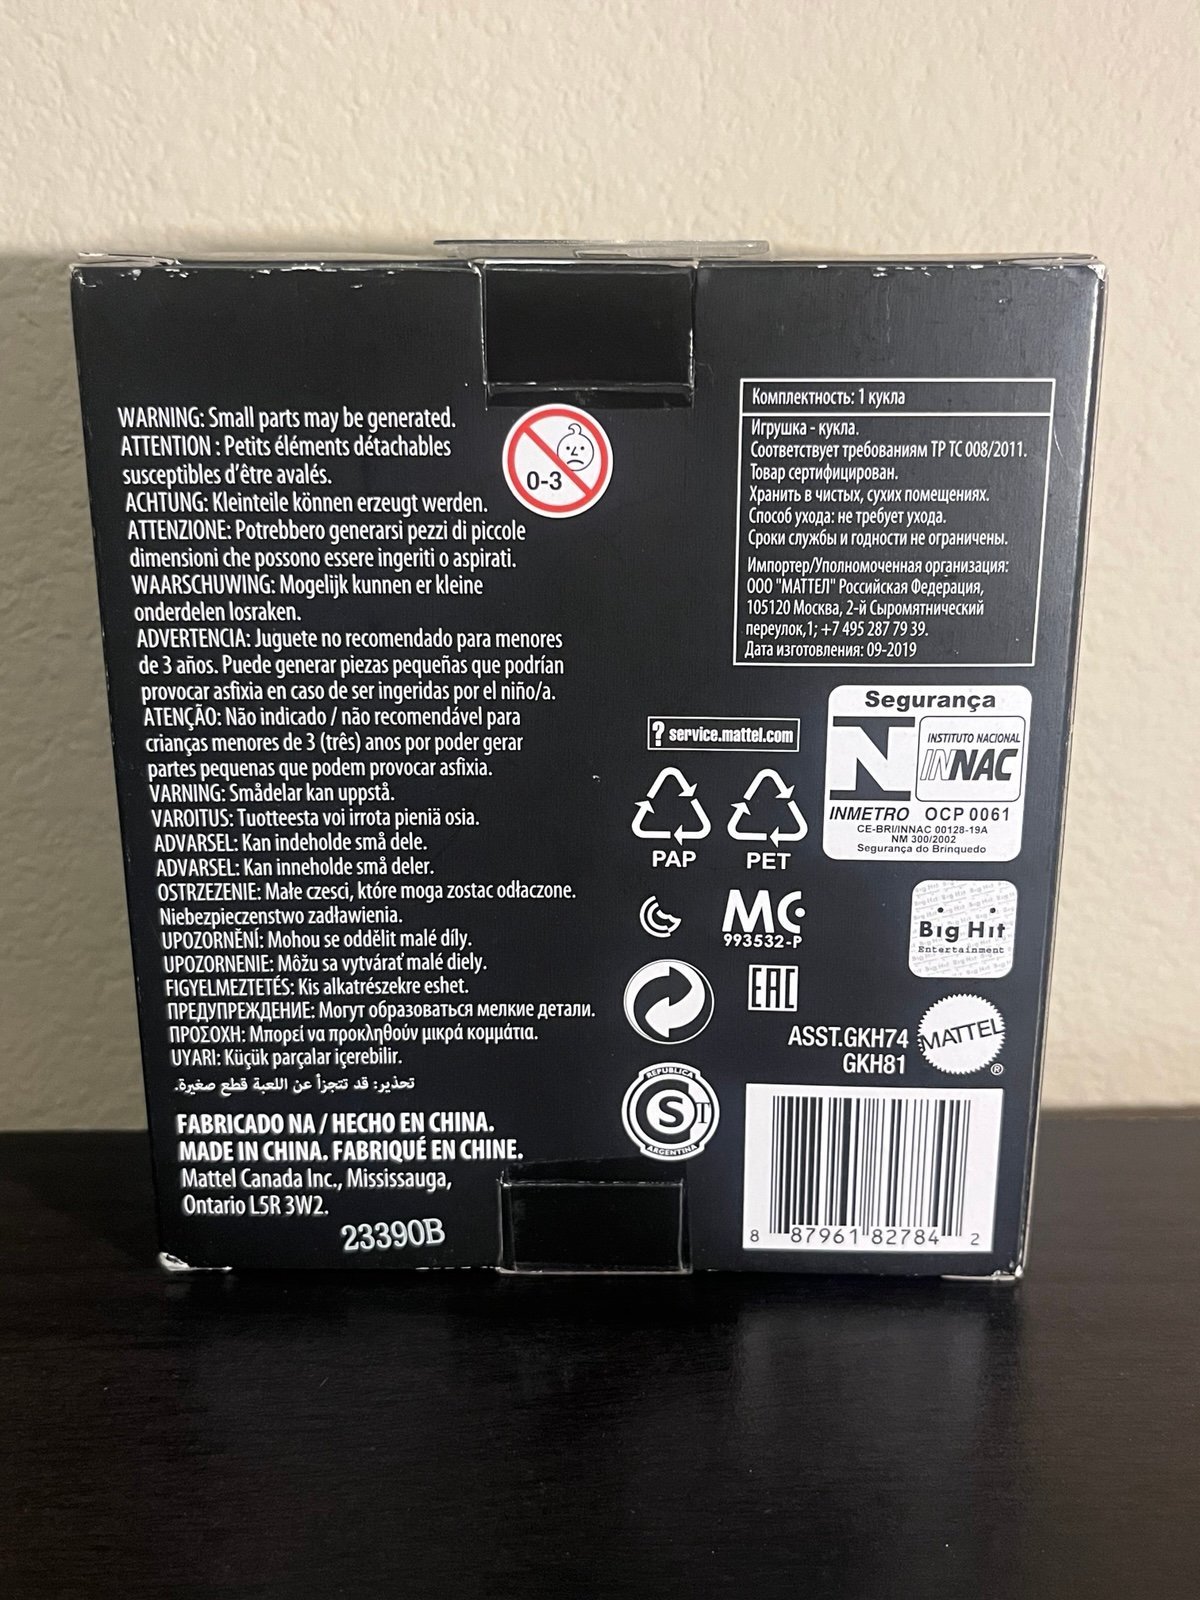 WARNING: Small parts may be generated.
ATTENTION : Petits éléments détachables
susceptibles d'être avalés.
ACHTUNG: Kleinteile können erzeugt werden.
ATTENZIONE: Potrebbero generarsi pezzi di piccole
dimensioni che possono essere ingeriti o aspirati.
WAARSCHUWING: Mogelijk kunnen er kleine
onderdelen losraken.
ADVERTENCIA: Juguete no recomendado para menores
de 3 años. Puede generar piezas pequeñas que podrían
provocar asfixia en caso de ser ingeridas por el niño/a.
ATENÇÃO: Não indicado / não recomendável para
crianças menores de 3 (três) anos por poder gerar
partes pequenas que podem provocar asfixia.
VARNING: Smådelar kan uppstå.
VAROITUS: Tuotteesta voi irrota pieniä osia.
ADVARSEL: Kan indeholde små dele.
ADVARSEL: Kan inneholde små deler.
OSTRZEZENIE: Małe czesci, które moga zostac odłaczone.
Niebezpieczenstwo zadławienia.
UPOZORNĚNÍ: Mohou se oddělit malé díly.
UPOZORNENIE: Môžu sa vytvárať malé diely.
FIGYELMEZTETÉS: Kis alkatrészekre eshet.
ПРЕДУПРЕЖДЕНИЕ: Могут образоваться мелкие детали.
ΠΡΟΣΟΧΗ: Μπορεί να προκληθούν μικρά κομμάτια.
UYARI: Küçük parçalar içerebilir.
تحذير: قد تتجزأ عن اللعبة قطع صغيرة.
FABRICADO NA / HECHO EN CHINA.
MADE IN CHINA. FABRIQUÉ EN CHINE.
Mattel Canada Inc., Mississauga,
Ontario L5R 3W2.
23390B
0-3
Комплектность: 1 кукла
Игрушка - кукла.
Соответствует требованиям ТР ТС 008/2011.
Товар сертифицирован.
Хранить в чистых, сухих помещениях.
Способ ухода: не требует ухода.
Сроки службы и годности не ограничены.
Импортер/Уполномоченная организация:
ООО "МАТТЕЛ" Российская Федерация,
105120 Москва, 2-й Сыромятнический
переулок,1; +7 495 287 79 39.
Дата изготовления: 09-2019
? service.mattel.com
PAP
PET
Segurança
N
INSTITUTO NACIONAL
INNAC
INMETRO OCP 0061
CE-BRI/INNAC 00128-19A
NM 300/2002
Segurança do Brinquedo
MC
993532-P
EAC
Big Hit
Entertainment
ASST.GKH74
GKH81
MATTEL
®
REPUBLICA
S T
ARGENTINA
8 87961 82784 2